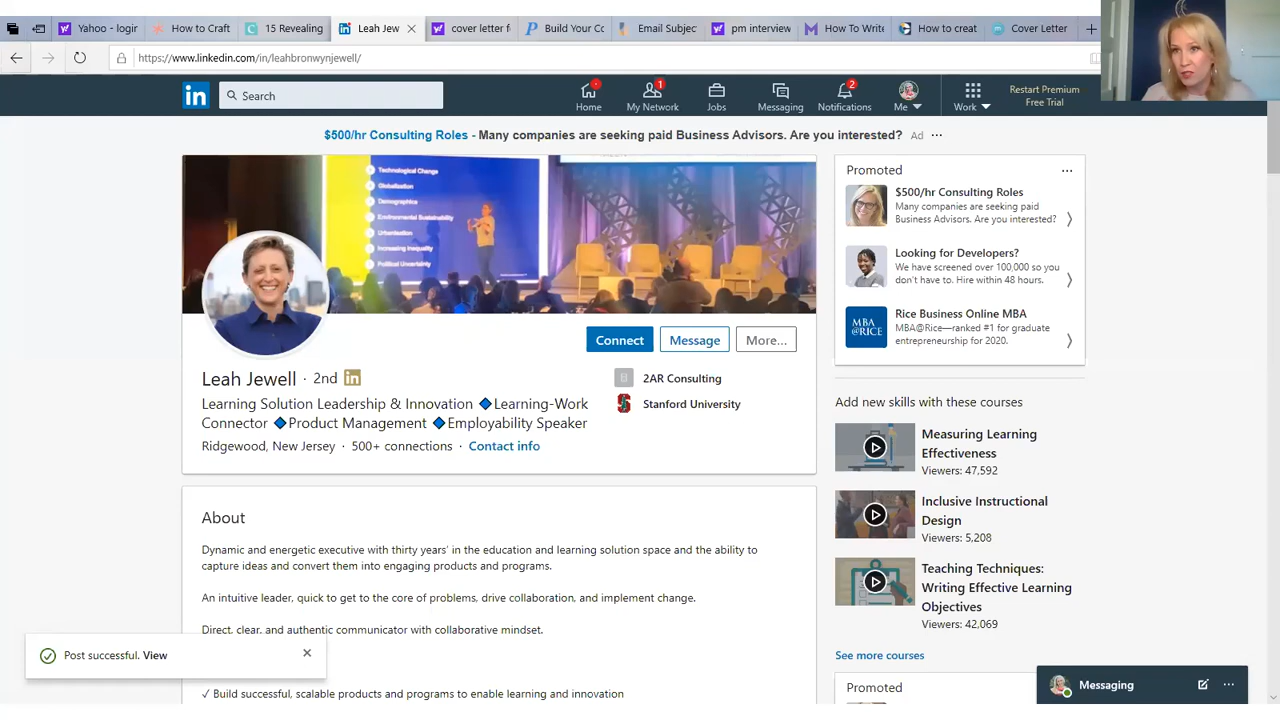 Yahoo - logir
How to Craft
15 Revealing
Leah Jew
cover letter f
Build Your Cc
Email Subjec
pm interview
How To Write
How to creat
Cover Letter
https://www.linkedin.com/in/leahbronwynjewell/
in
Search
Home
1
My Network
Jobs
Messaging
2
Notifications
Me
Work
Restart Premium
Free Trial
$500/hr Consulting Roles - Many companies are seeking paid Business Advisors. Are you interested? Ad ...
Technological Change
Globalization
Demographics
Environmental Sustainability
Urbanisation
Increasing Inequality
Political Uncertainty
Connect
Message
More...
Leah Jewell · 2nd in
Learning Solution Leadership & Innovation 🔷Learning-Work
Connector 🔷Product Management 🔷Employability Speaker
Ridgewood, New Jersey · 500+ connections · Contact info
2AR Consulting
Stanford University
About
Dynamic and energetic executive with thirty years' in the education and learning solution space and the ability to
capture ideas and convert them into engaging products and programs.
An intuitive leader, quick to get to the core of problems, drive collaboration, and implement change.
Direct, clear, and authentic communicator with collaborative mindset.
✓ Build successful, scalable products and programs to enable learning and innovation
Post successful. View
Promoted
...
$500/hr Consulting Roles
Many companies are seeking paid
Business Advisors. Are you interested?
Looking for Developers?
We have screened over 100,000 so you
don't have to. Hire within 48 hours.
MBA
@RICE
Rice Business Online MBA
MBA@Rice—ranked #1 for graduate
entrepreneurship for 2020.
Add new skills with these courses
Measuring Learning
Effectiveness
Viewers: 47,592
Inclusive Instructional
Design
Viewers: 5,208
Teaching Techniques:
Writing Effective Learning
Objectives
Viewers: 42,069
See more courses
Promoted
Messaging
...